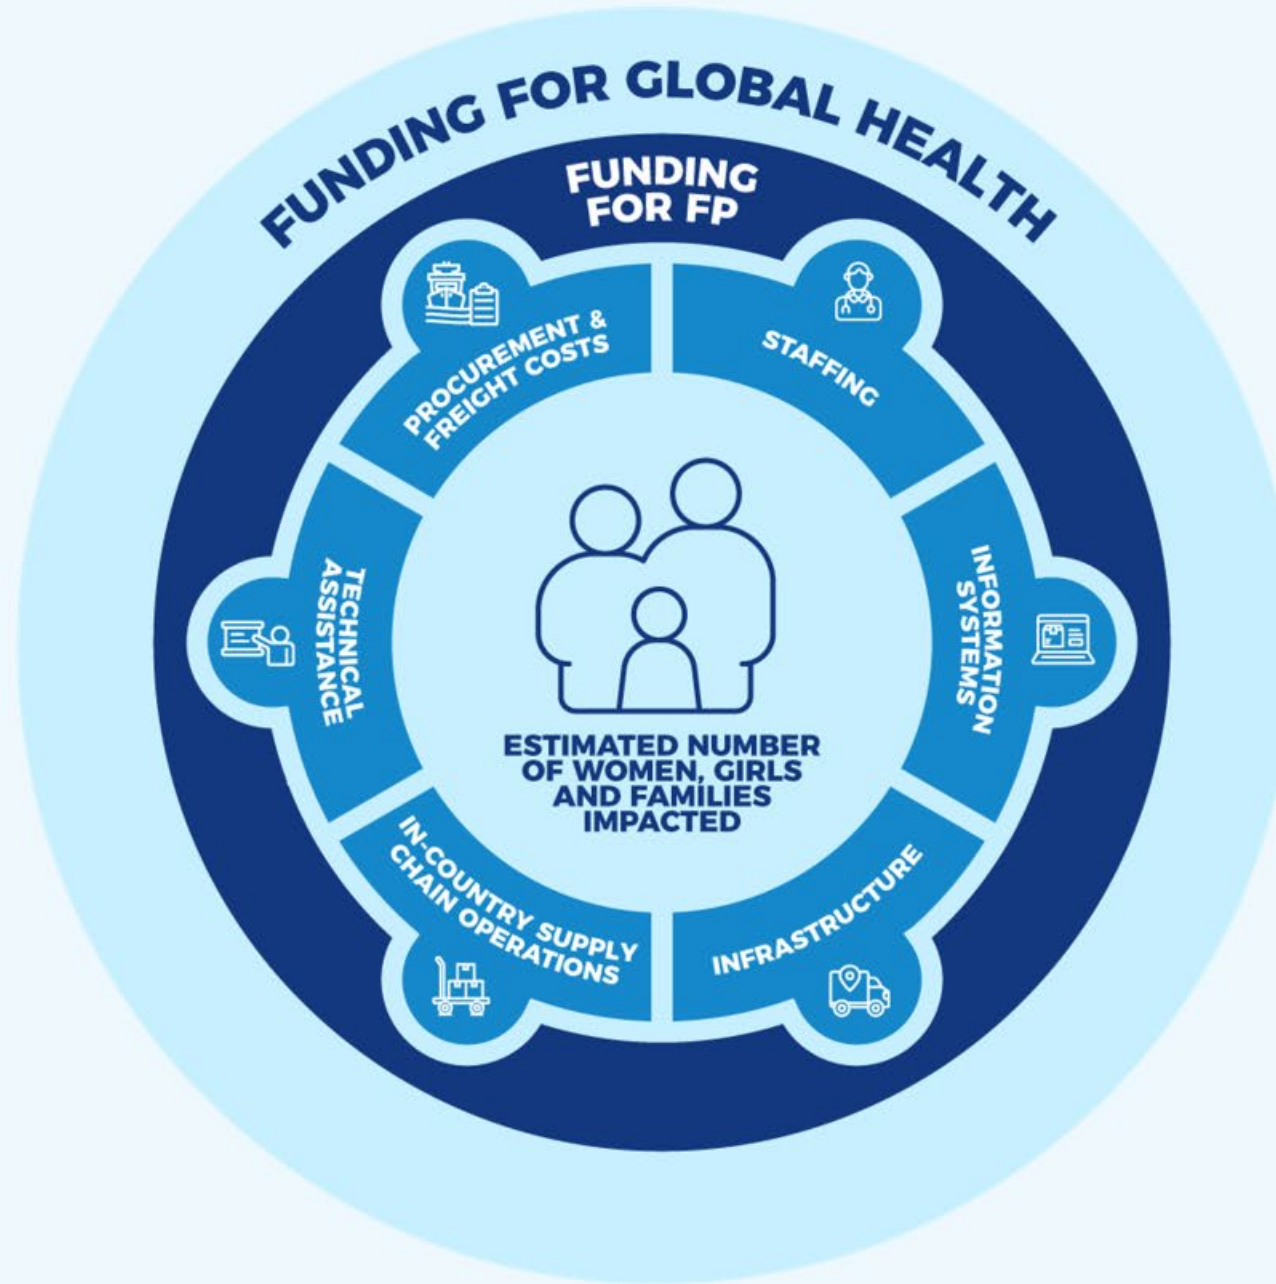 FUNDING FOR GLOBAL HEALTH
FUNDING
FOR FP
PROCUREMENT &
FREIGHT COSTS
STAFFING
INFORMATION
SYSTEMS
INFRASTRUCTURE
IN-COUNTRY SUPPLY
CHAIN OPERATIONS
TECHNICAL
ASSISTANCE
ESTIMATED NUMBER
OF WOMEN, GIRLS
AND FAMILIES
IMPACTED